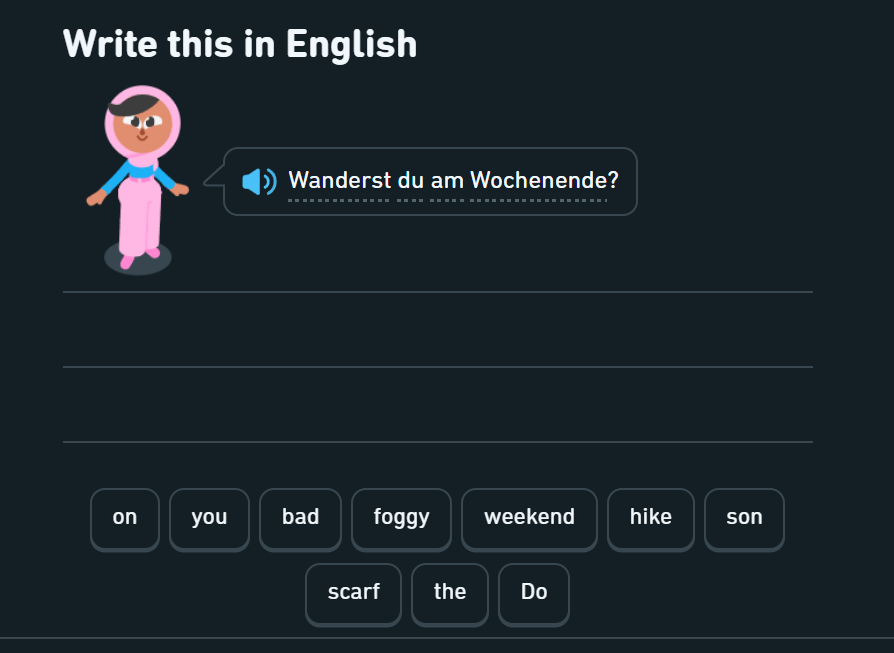 Write this in English
Wanderst du am Wochenende?
on you bad foggy weekend hike son
scarf the Do